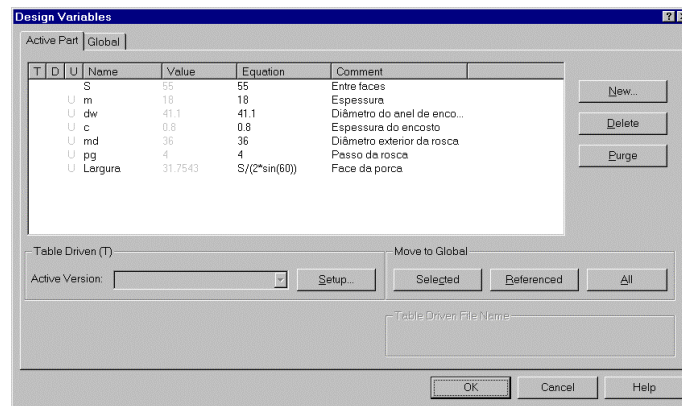 Design Variables
Active Part Global
T D U Name Value Equation Comment
S 55 55 Entre faces
U m 18 18 Espessura
U dw 41.1 41.1 Diâmetro do anel de enco...
U c 0.8 0.8 Espessura do encosto
U md 36 36 Diâmetro exterior da rosca
U pg 4 4 Passo da rosca
U Largura 31.7543 S/(2*sin(60)) Face da porca
New...
Delete
Purge
Table Driven (T)
Active Version:
Setup...
Move to Global
Selected Referenced All
Table Driven File Name
OK Cancel Help